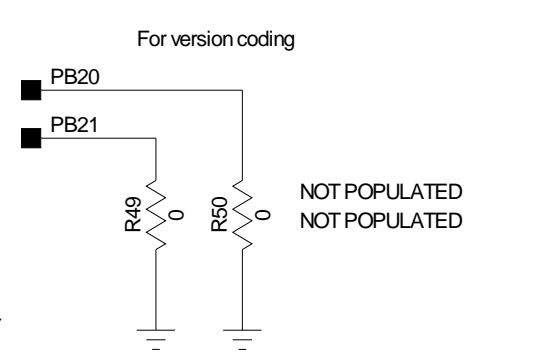 For version coding
PB20
PB21
R49
0
R50
0
NOT POPULATED
NOT POPULATED